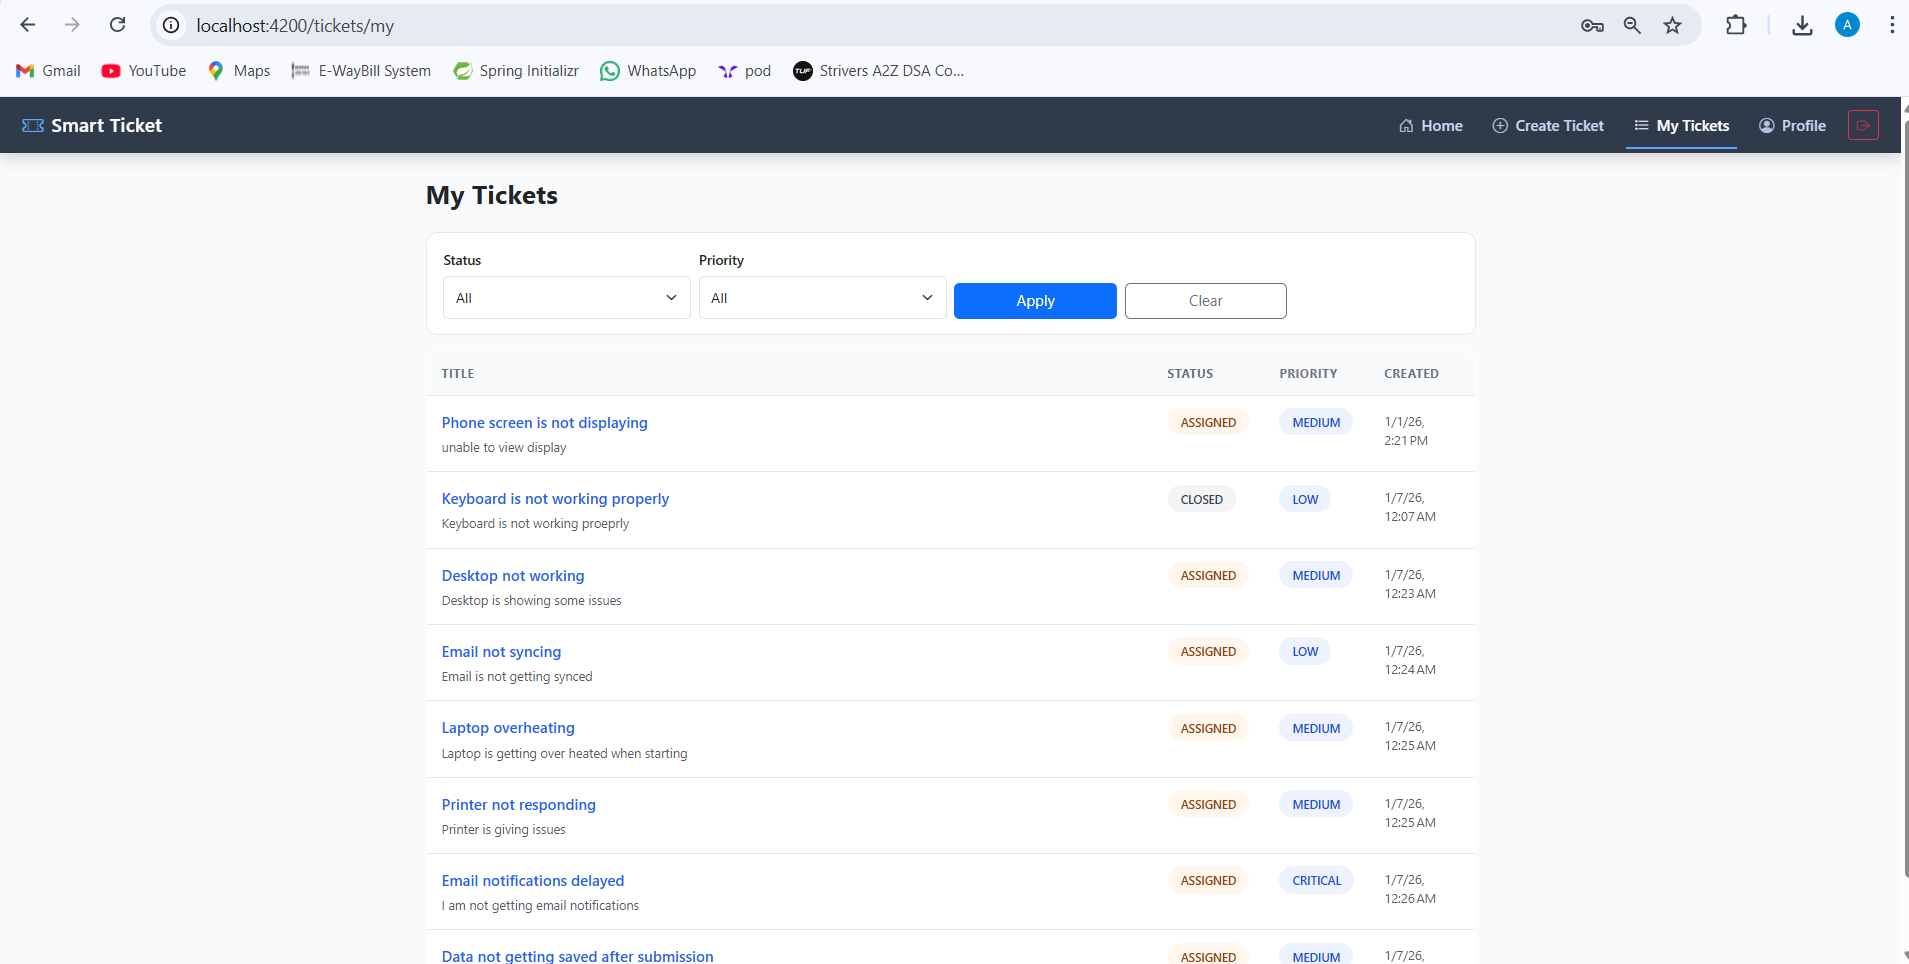 localhost:4200/tickets/my
A
Gmail YouTube Maps E-WayBill System Spring Initializr WhatsApp pod TUF Strivers A2Z DSA Co...
Smart Ticket Home Create Ticket My Tickets Profile
My Tickets
Status Priority
All All Apply Clear
TITLE STATUS PRIORITY CREATED
Phone screen is not displaying ASSIGNED MEDIUM 1/1/26,
2:21 PM
unable to view display
Keyboard is not working properly CLOSED LOW 1/7/26,
12:07 AM
Keyboard is not working proeprly
Desktop not working ASSIGNED MEDIUM 1/7/26,
12:23 AM
Desktop is showing some issues
Email not syncing ASSIGNED LOW 1/7/26,
12:24 AM
Email is not getting synced
Laptop overheating ASSIGNED MEDIUM 1/7/26,
12:25 AM
Laptop is getting over heated when starting
Printer not responding ASSIGNED MEDIUM 1/7/26,
12:25 AM
Printer is giving issues
Email notifications delayed ASSIGNED CRITICAL 1/7/26,
12:26 AM
I am not getting email notifications
Data not getting saved after submission ASSIGNED MEDIUM 1/7/26,